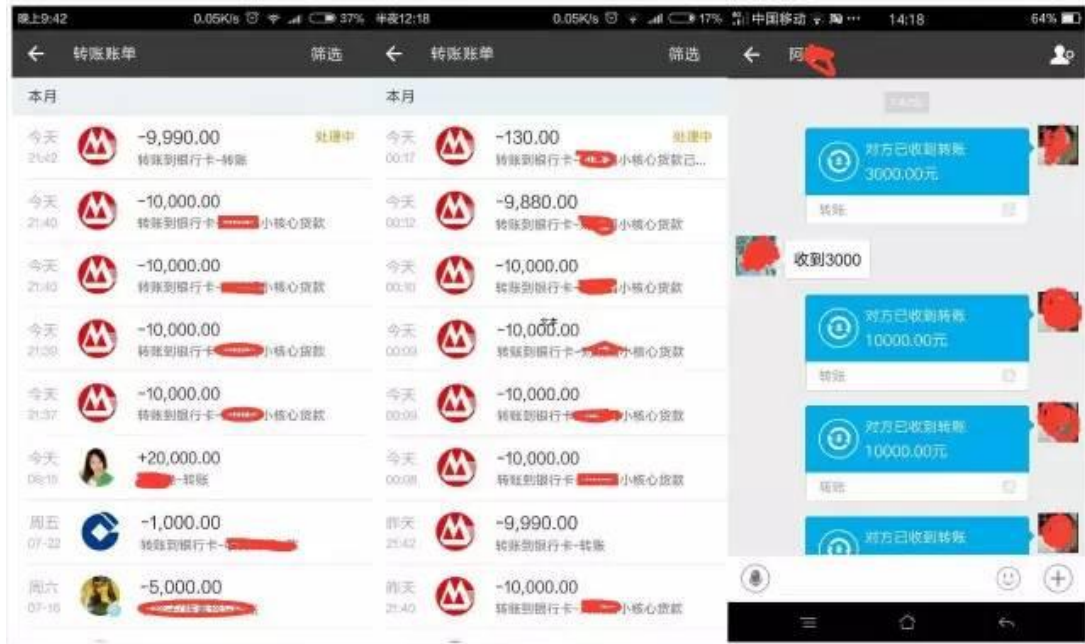 晚上9:42 0.05K/s 37%
转账账单 筛选
本月
今天 -9,990.00 处理中
21:42 转账到银行卡-转账
今天 -10,000.00
21:40 转账到银行卡- 小核心货款
今天 -10,000.00
21:40 转账到银行卡- 小核心货款
今天 -10,000.00
21:39 转账到银行卡- 小核心货款
今天 -10,000.00
21:37 转账到银行卡- 小核心货款
今天 +20,000.00
-转账
周五 -1,000.00
07-22 转账到银行卡-
周六 -5,000.00
07-16
半夜12:18 0.05K/s 17%
转账账单 筛选
本月
今天 -130.00 处理中
00:17 转账到银行卡- 小核心货款已...
今天 -9,880.00
00:12 转账到银行卡- 小核心货款
今天 -10,000.00
00:10 转账到银行卡- 小核心货款
今天 -10,000.00
00:09 转账到银行卡- 小核心货款
今天 -10,000.00
00:09 转账到银行卡- 小核心货款
今天 -10,000.00
00:08 转账到银行卡- 小核心货款
昨天 -9,990.00
21:42 转账到银行卡-转账
昨天 -10,000.00
21:40 转账到银行卡- 小核心货款
中国移动 14:18 64%
阿
对方已收到转账
3000.00元
转账
收到3000
对方已收到转账
10000.00元
转账
对方已收到转账
10000.00元
转账
对方已收到转账